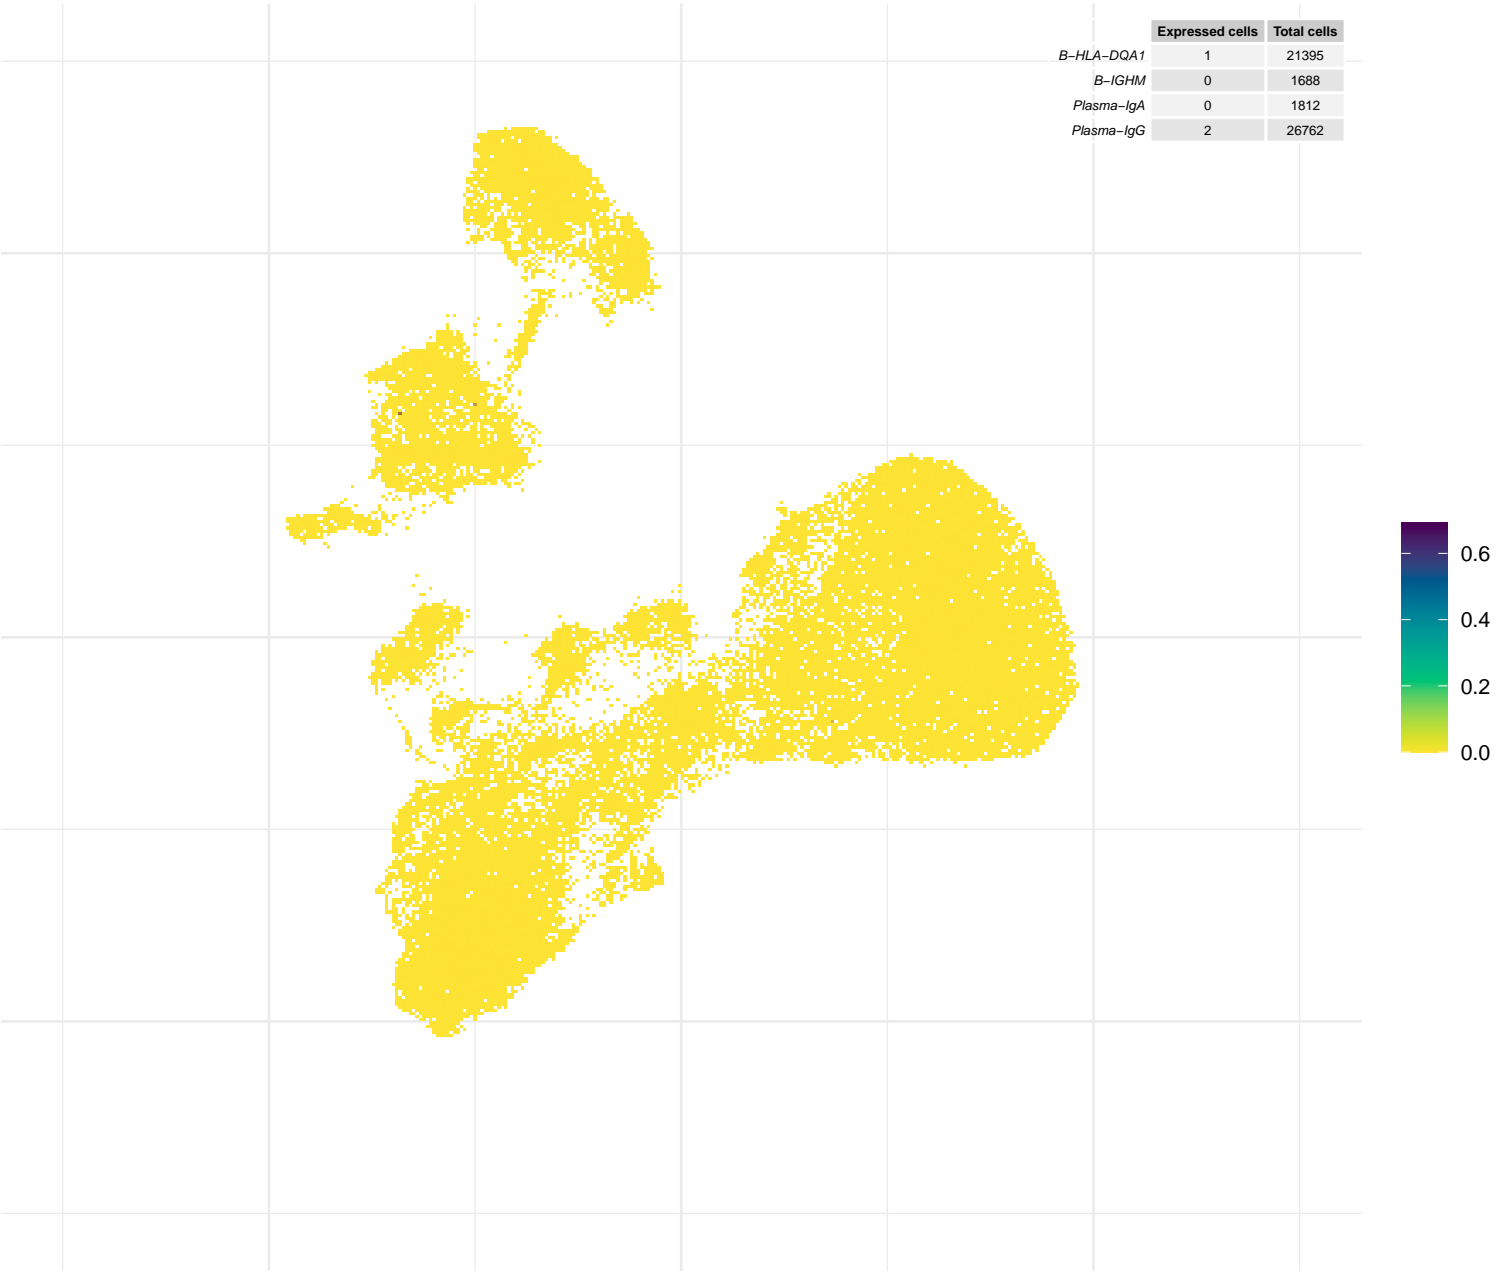 Expressed cells Total cells
B−HLA−DQA1 1 21395
B−IGHM 0 1688
Plasma−IgA 0 1812
Plasma−IgG 2 26762
0.6
0.4
0.2
0.0